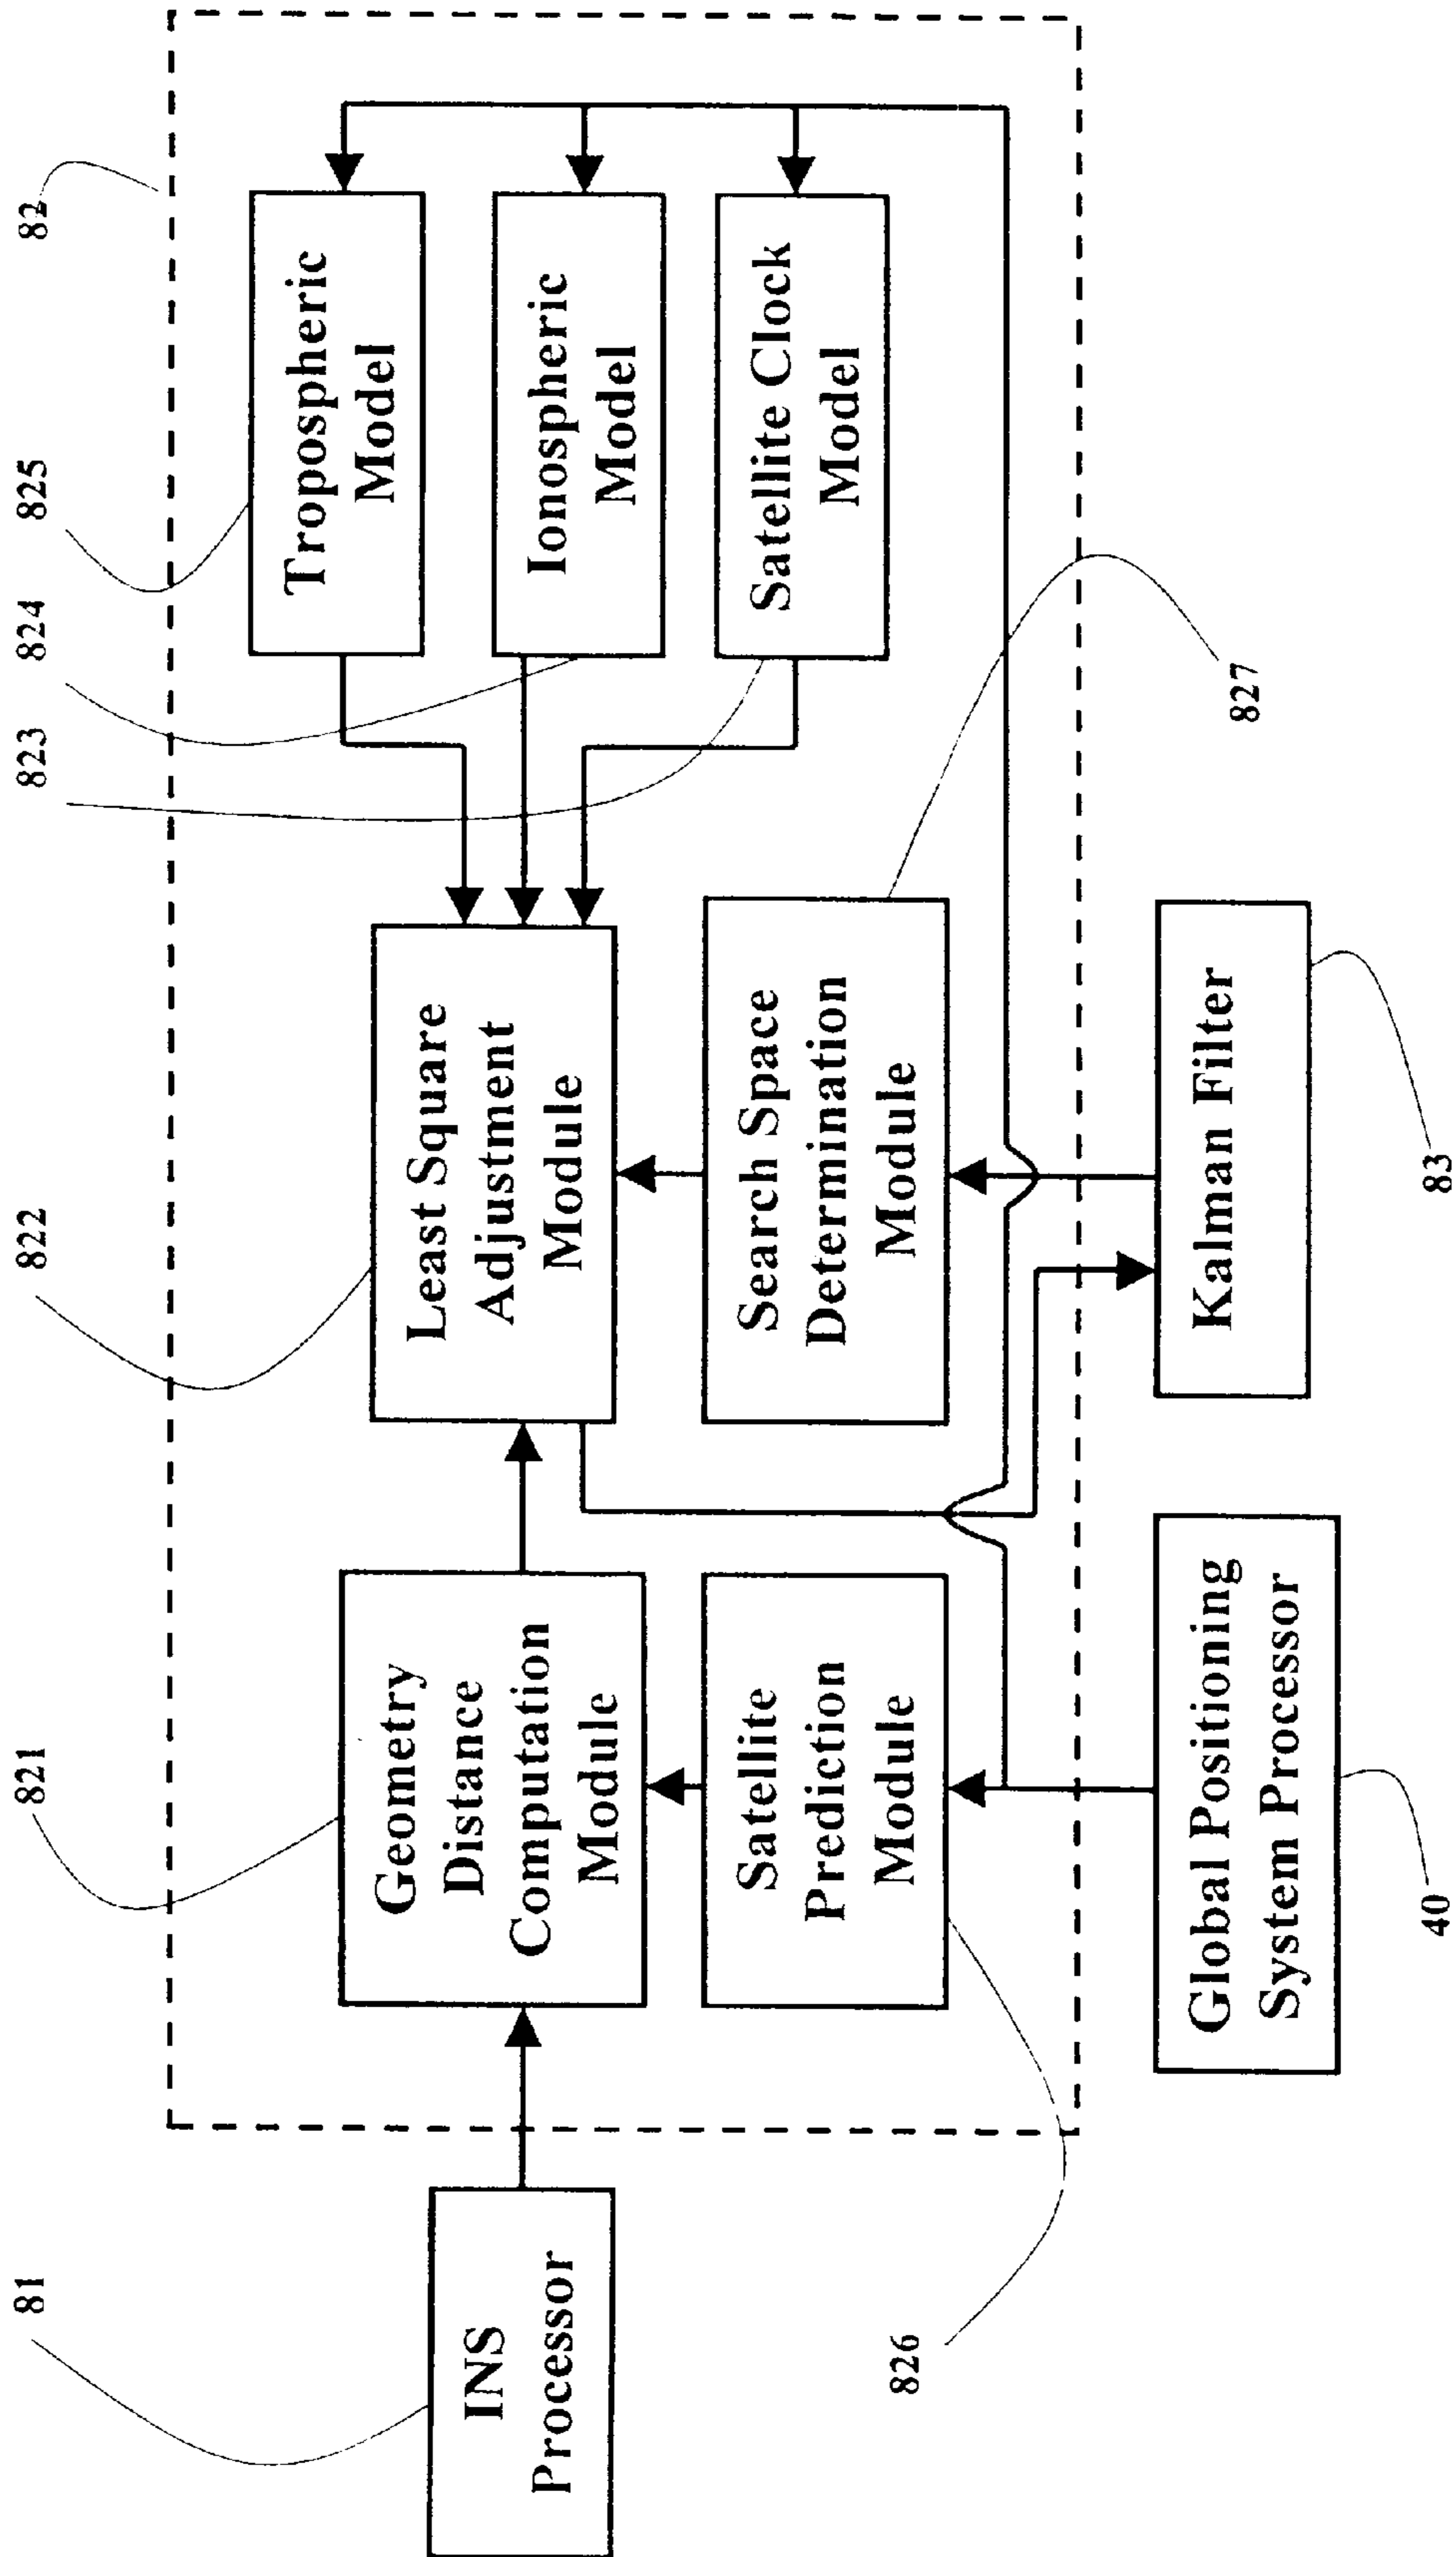 81
INS
Processor
821
Geometry
Distance
Computation
Module
822
Least Square
Adjustment
Module
823
824
825
82
Tropospheric
Model
Ionospheric
Model
Satellite Clock
Model
826
Satellite
Prediction
Module
Search Space
Determination
Module
827
Global Positioning
System Processor
40
Kalman Filter
83